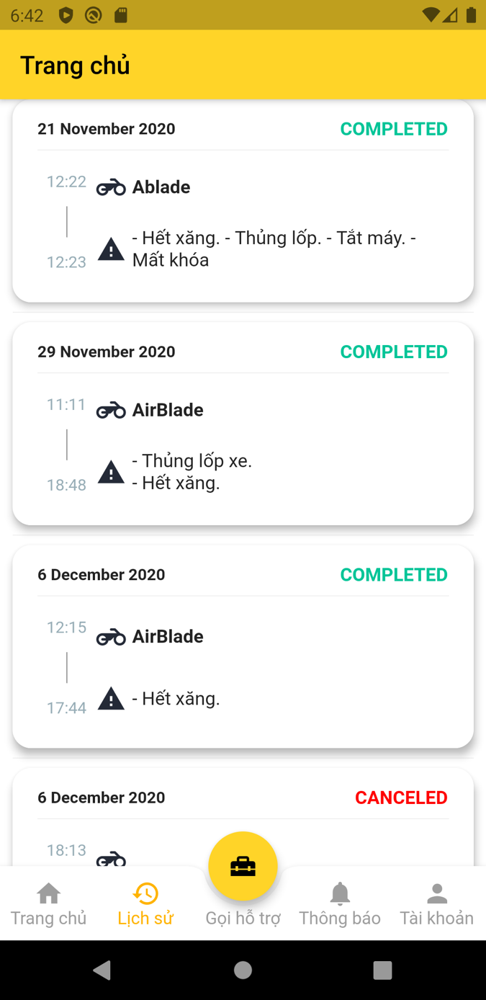 6:42
Trang chủ
21 November 2020
COMPLETED
12:22
Ablade
- Hết xăng. - Thủng lốp. - Tắt máy. -
Mất khóa
12:23
29 November 2020
COMPLETED
11:11
AirBlade
- Thủng lốp xe.
- Hết xăng.
18:48
6 December 2020
COMPLETED
12:15
AirBlade
- Hết xăng.
17:44
6 December 2020
CANCELED
18:13
Trang chủ
Lịch sử
Gọi hỗ trợ
Thông báo
Tài khoản